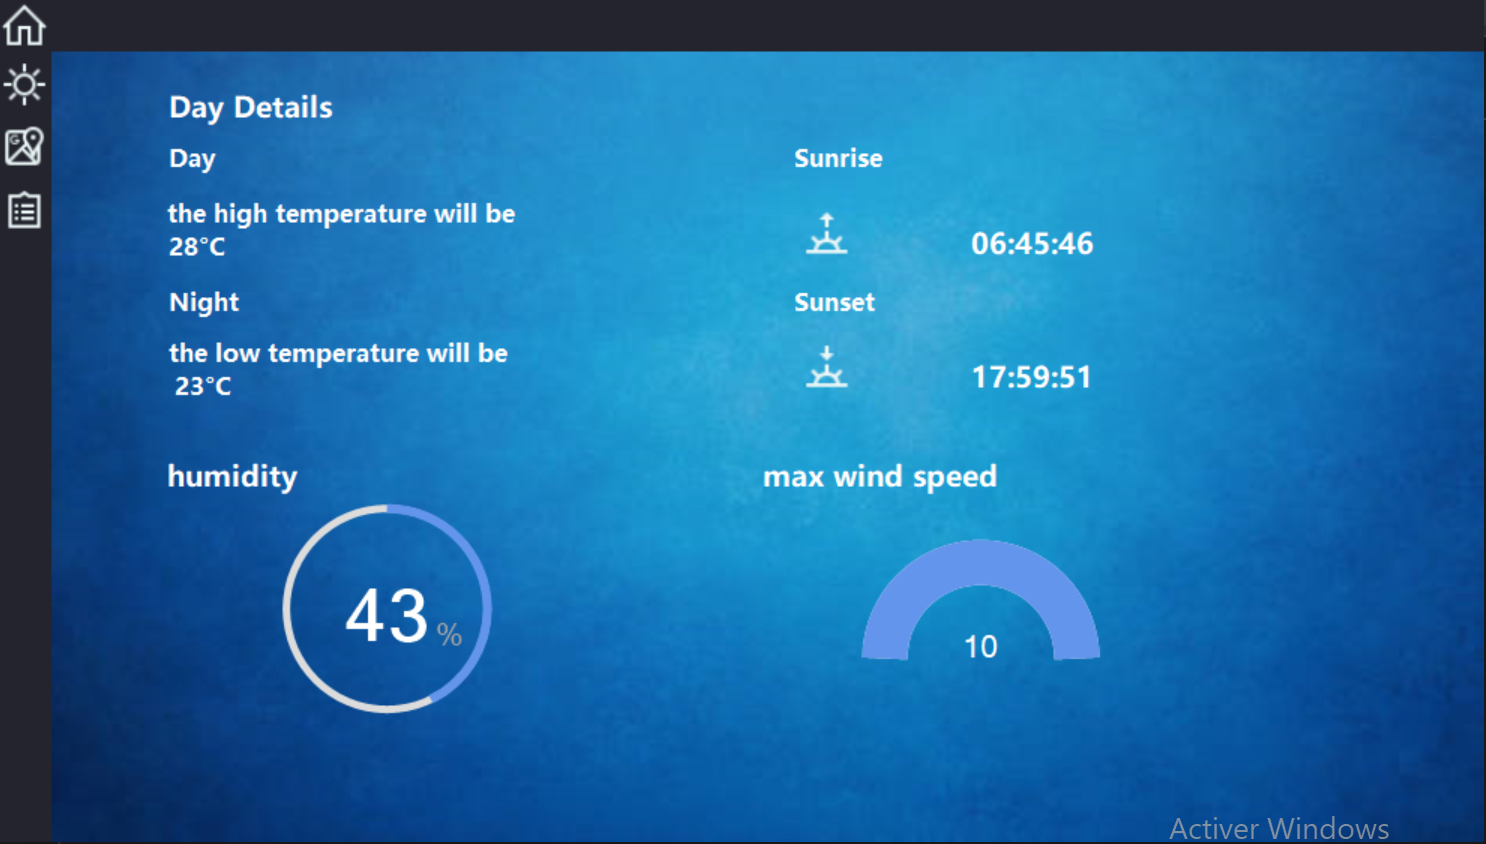 Day Details
Day
Sunrise
the high temperature will be
28°C
06:45:46
Night
Sunset
the low temperature will be
23°C
17:59:51
humidity
max wind speed
43 %
10
Activer Windows